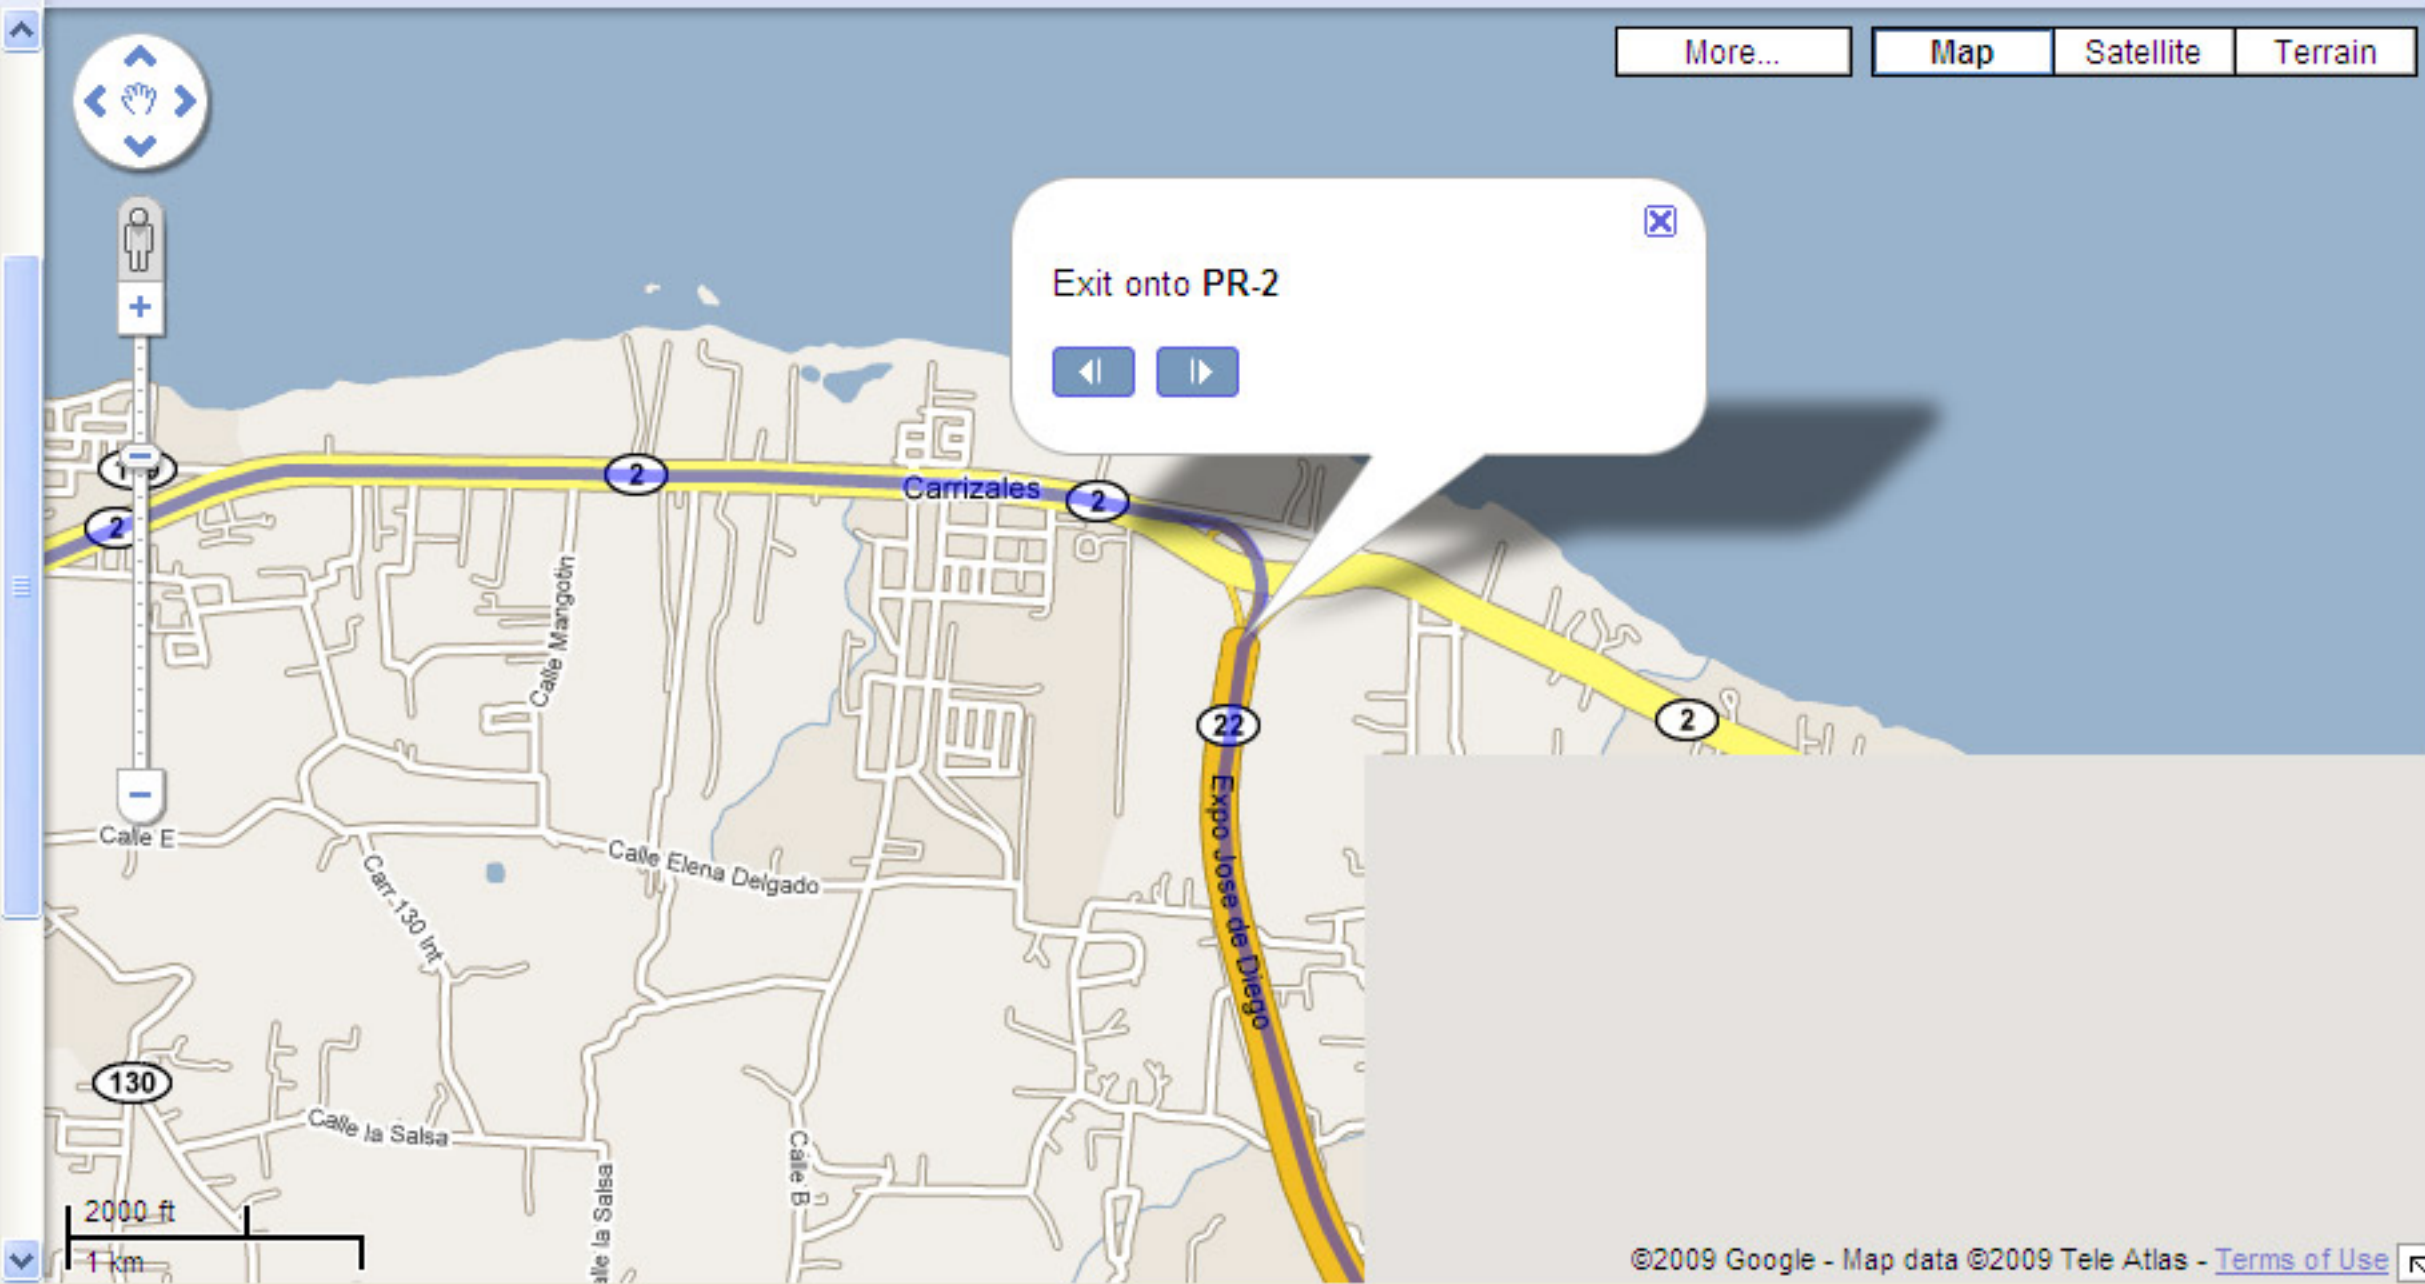 More...
Map
Satellite
Terrain
Exit onto PR-2
2
Carrizales
2
2
Calle Mangotin
22
2
Expo Jose de Diego
Calle E
Calle Elena Delgado
Carr 130 Int
130
Calle la Salsa
Calle B
alle la Salsa
2000 ft
1 km
©2009 Google - Map data ©2009 Tele Atlas - Terms of Use